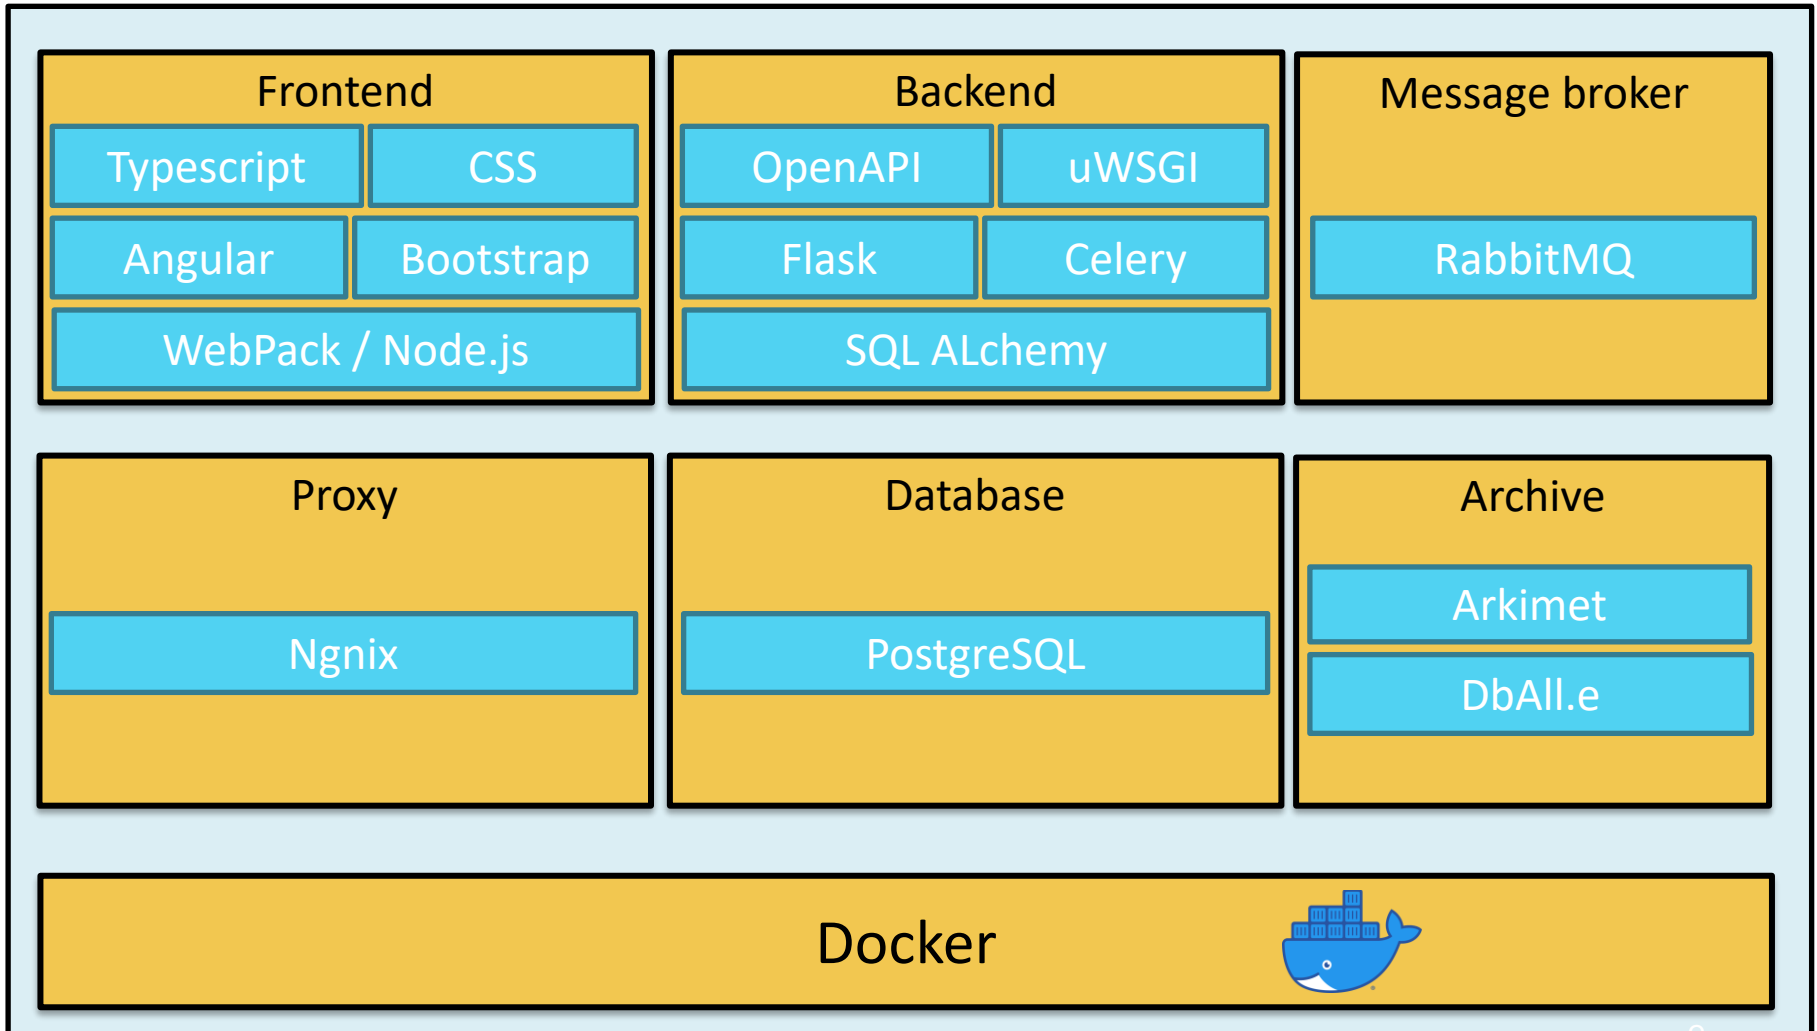 Frontend
Typescript
CSS
Angular
Bootstrap
WebPack / Node.js
Backend
OpenAPI
uWSGI
Flask
Celery
SQL ALchemy
Message broker
RabbitMQ
Proxy
Ngnix
Database
PostgreSQL
Archive
Arkimet
DbAll.e
Docker